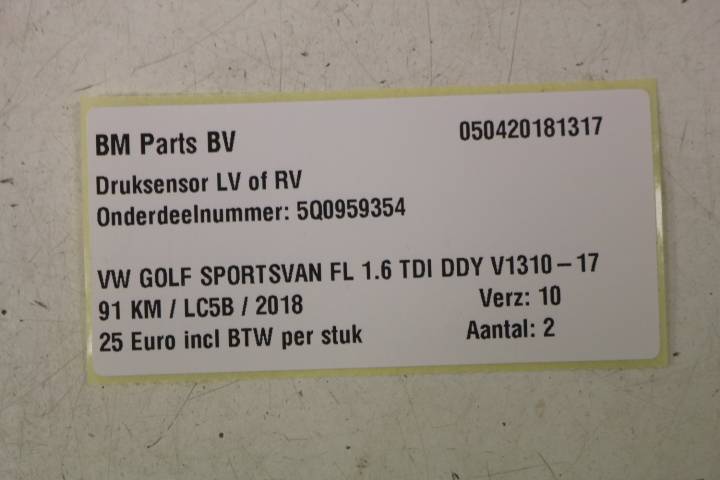 BM Parts BV 050420181317
Druksensor LV of RV
Onderdeelnummer: 5Q0959354
VW GOLF SPORTSVAN FL 1.6 TDI DDY V1310-17
91 KM / LC5B / 2018 Verz: 10
25 Euro incl BTW per stuk Aantal: 2